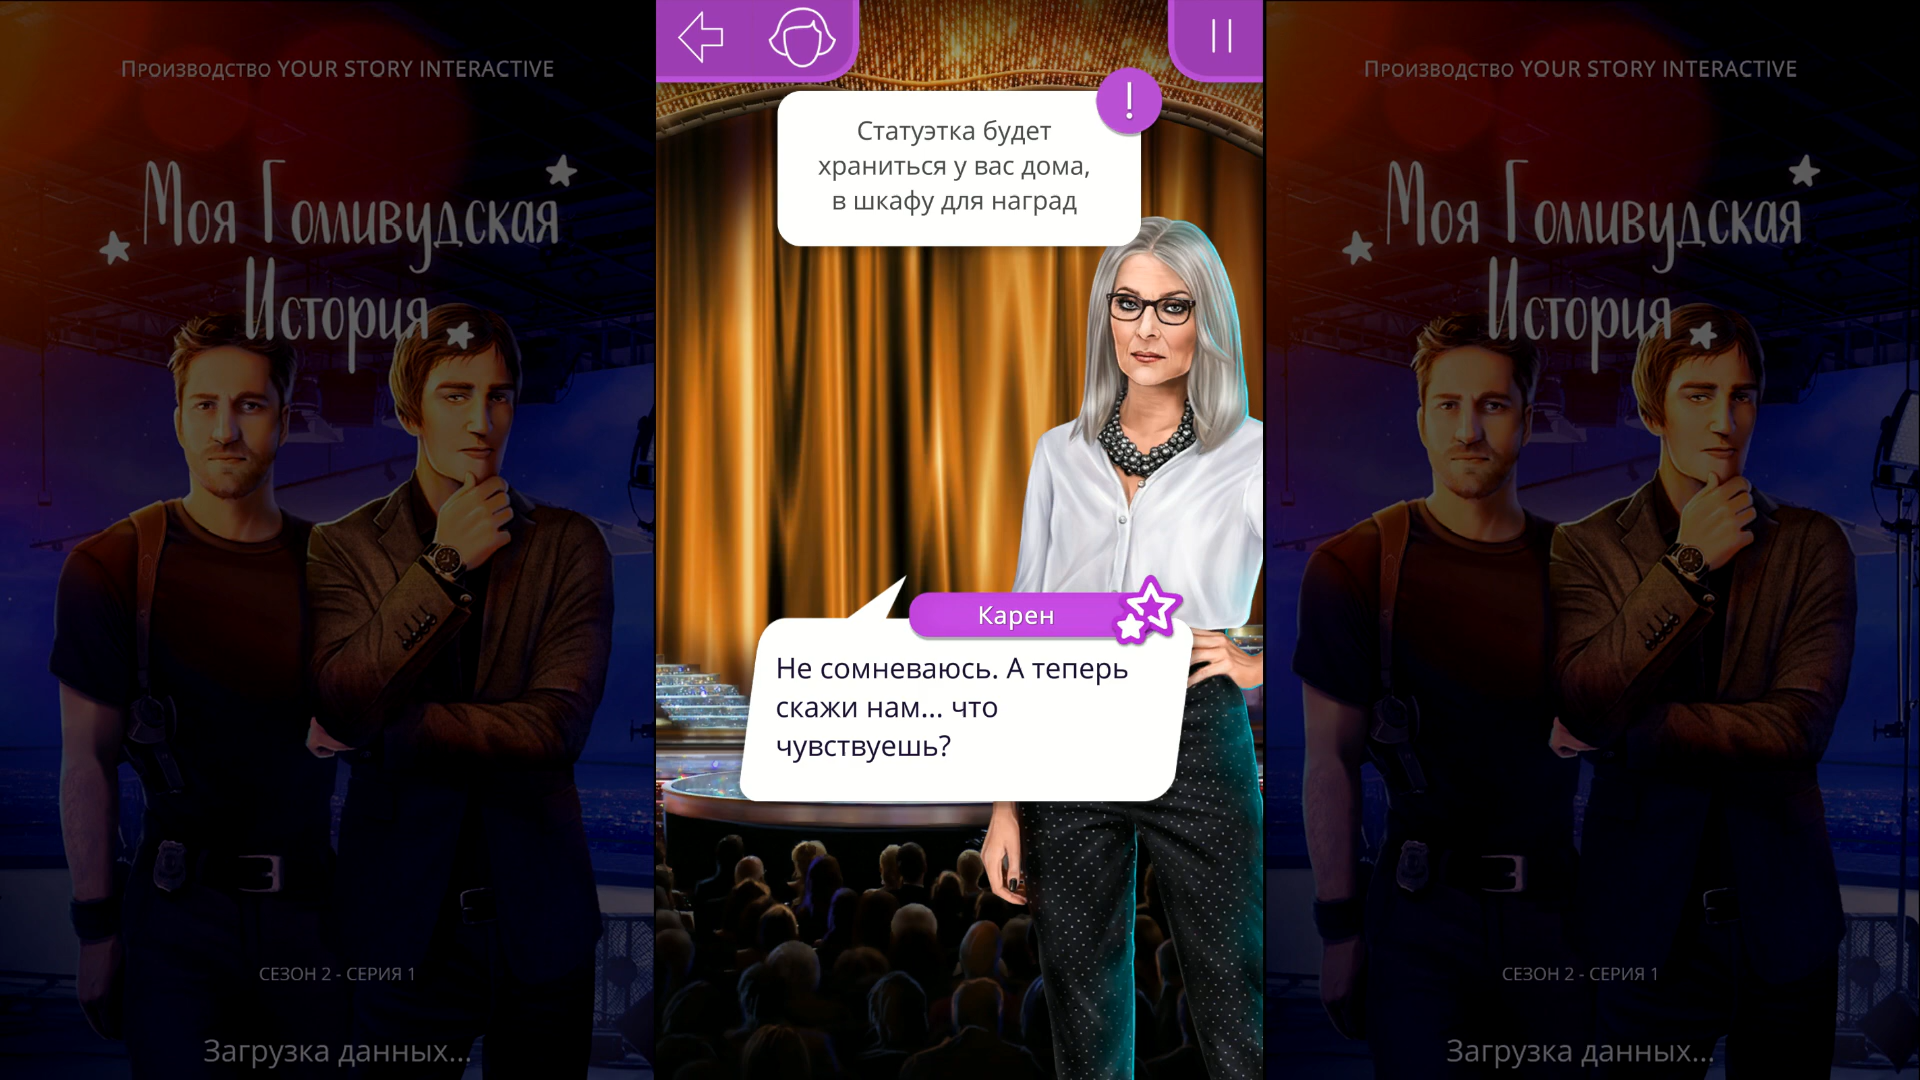 Производство YOUR STORY INTERACTIVE
Моя Голливудская
История
СЕЗОН 2 - СЕРИЯ 1
Загрузка данных...
!
Статуэтка будет
храниться у вас дома,
в шкафу для наград
Карен
Не сомневаюсь. А теперь
скажи нам... что
чувствуешь?
Производство YOUR STORY INTERACTIVE
Моя Голливудская
История
СЕЗОН 2 - СЕРИЯ 1
Загрузка данных...